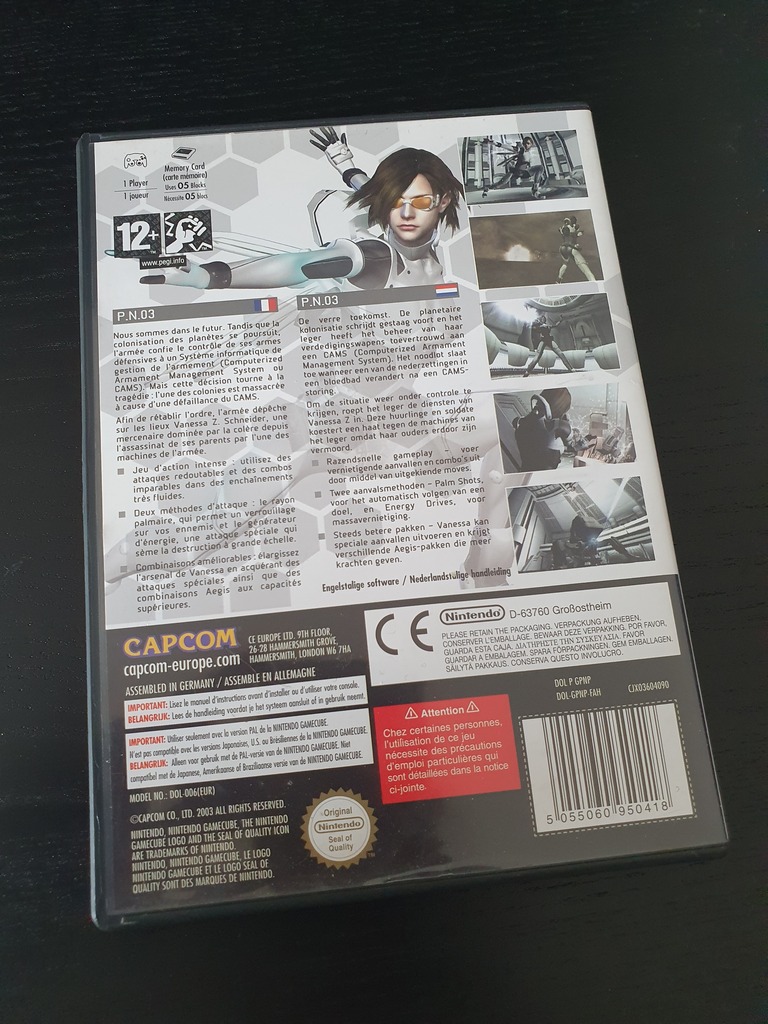 1 Player
1 joueur
Memory Card
(carte mémoire)
Uses 05 Blocks
Nécessite 05 blocs
12+
www.pegi.info
P.N.03
Nous sommes dans le futur. Tandis que la
colonisation des planètes se poursuit,
l'armée confie le contrôle de ses armes
défensives à un Système informatique de
gestion de l'armement (Computerized
Armament Management System ou
CAMS). Mais cette décision tourne à la
tragédie : l'une des colonies est massacrée
à cause d'une défaillance du CAMS.
Afin de rétablir l'ordre, l'armée dépêche
sur les lieux Vanessa Z. Schneider, une
mercenaire dominée par la colère depuis
l'assassinat de ses parents par l'une des
machines de l'armée.
Jeu d'action intense : utilisez des
attaques redoutables et des combos
imparables dans des enchaînements
très fluides.
Deux méthodes d'attaque : le rayon
palmaire, qui permet un verrouillage
sur vos ennemis et le générateur
d'énergie, une attaque spéciale qui
sème la destruction à grande échelle.
Combinaisons améliorables : élargissez
l'arsenal de Vanessa en acquérant des
attaques spéciales ainsi que des
combinaisons Aegis aux capacités
supérieures.
P.N.03
De verre toekomst. De planetaire
kolonisatie schrijdt gestaag voort en het
leger heeft het beheer van haar
verdedigingswapens toevertrouwd aan
een CAMS (Computerized Armament
Management System). Het noodlot slaat
toe wanneer een van de nederzettingen in
een bloedbad verandert na een CAMS-
storing.
Om de situatie weer onder controle te
krijgen, roept het leger de diensten van
Vanessa Z in. Deze huurlinge en soldate
koestert een haat tegen de machines van
het leger omdat haar ouders erdoor zijn
vermoord.
Razendsnelle gameplay - voer
vernietigende aanvallen en combo's uit
door middel van uitgekiende moves.
Twee aanvalsmethoden - Palm Shots,
voor het automatisch volgen van een
doel, en Energy Drives, voor
massavernietiging.
Steeds betere pakken - Vanessa kan
speciale aanvallen uitvoeren en krijgt
verschillende Aegis-pakken die meer
krachten geven.
Engelstalige software / Nederlandstülige handleiding
CAPCOM
capcom-europe.com
CE EUROPE LTD. 9TH FLOOR,
26-28 HAMMERSMITH GROVE,
HAMMERSMITH, LONDON W6 7HA
ASSEMBLED IN GERMANY / ASSEMBLE EN ALLEMAGNE
IMPORTANT: Lisez le manuel d'instructions avant d'installer ou d'utiliser votre console.
BELANGRIJK: Lees de handleiding voordat je het systeem aansluit of in gebruik neemt.
IMPORTANT: Utiliser seulement avec la version PAL de la NINTENDO GAMECUBE.
N'est pas compatible avec les versions Japonaises, U.S. ou Brésiliennes de la NINTENDO GAMECUBE.
BELANGRIJK: Alleen voor gebruik met de PAL-versie van de NINTENDO GAMECUBE. Niet
compatibel met de Japanse, Amerikaanse of Braziliaanse versie van de NINTENDO GAMECUBE.
MODEL NO.: DOL-006(EUR)
©CAPCOM CO., LTD. 2003 ALL RIGHTS RESERVED.
NINTENDO, NINTENDO GAMECUBE, THE NINTENDO
GAMECUBE LOGO AND THE SEAL OF QUALITY ICON
ARE TRADEMARKS OF NINTENDO.
NINTENDO, NINTENDO GAMECUBE, LE LOGO
NINTENDO GAMECUBE ET LE LOGO SEAL OF
QUALITY SONT DES MARQUES DE NINTENDO.
Original
Nintendo
Seal of
Quality
TM
CE
Nintendo D-63760 Großostheim
PLEASE RETAIN THE PACKAGING. VERPACKUNG AUFHEBEN.
CONSERVER L'EMBALLAGE. BEWAAR DEZE VERPAKKING. POR FAVOR,
GUARDA ESTA CAJA. ΔΙΑΤΗΡΗΣΤΕ ΤΗΝ ΣΥΣΚΕΥΑΣΙΑ. FAVOR
GUARDAR A EMBALAGEM. SPARA FÖRPACKNINGEN. GEM EMBALLAGEN.
SÄILYTÄ PAKKAUS. CONSERVA QUESTO INVOLUCRO.
DOL P GPNP
DOL-GPNP-FAH
CJX03604090
Attention
Chez certaines personnes,
l'utilisation de ce jeu
nécessite des précautions
d'emploi particulières qui
sont détaillées dans la notice
ci-jointe.
5 055060 950418